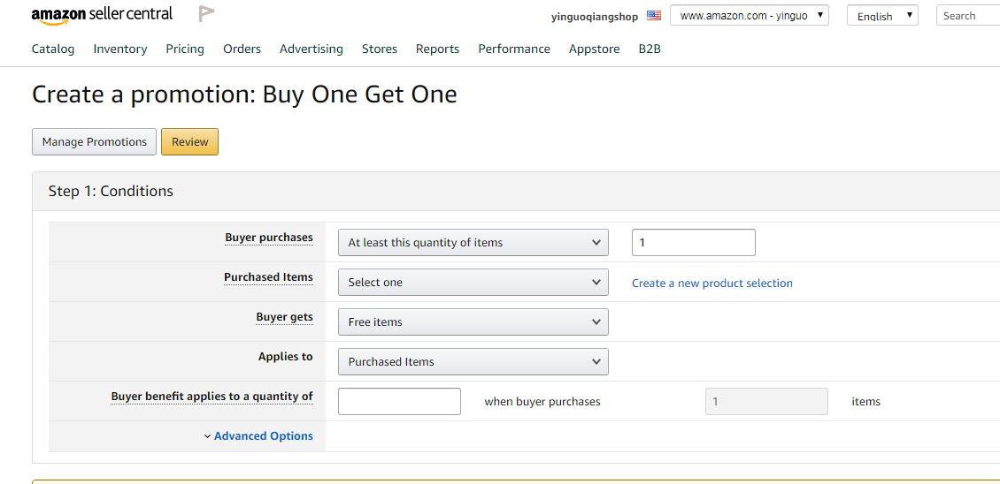 amazon seller central
yinguoqiangshop www.amazon.com - yinguo English Search
Catalog Inventory Pricing Orders Advertising Stores Reports Performance Appstore B2B
Create a promotion: Buy One Get One
Manage Promotions Review
Step 1: Conditions
Buyer purchases At least this quantity of items 1
Purchased Items Select one Create a new product selection
Buyer gets Free items
Applies to Purchased Items
Buyer benefit applies to a quantity of when buyer purchases 1 items
Advanced Options